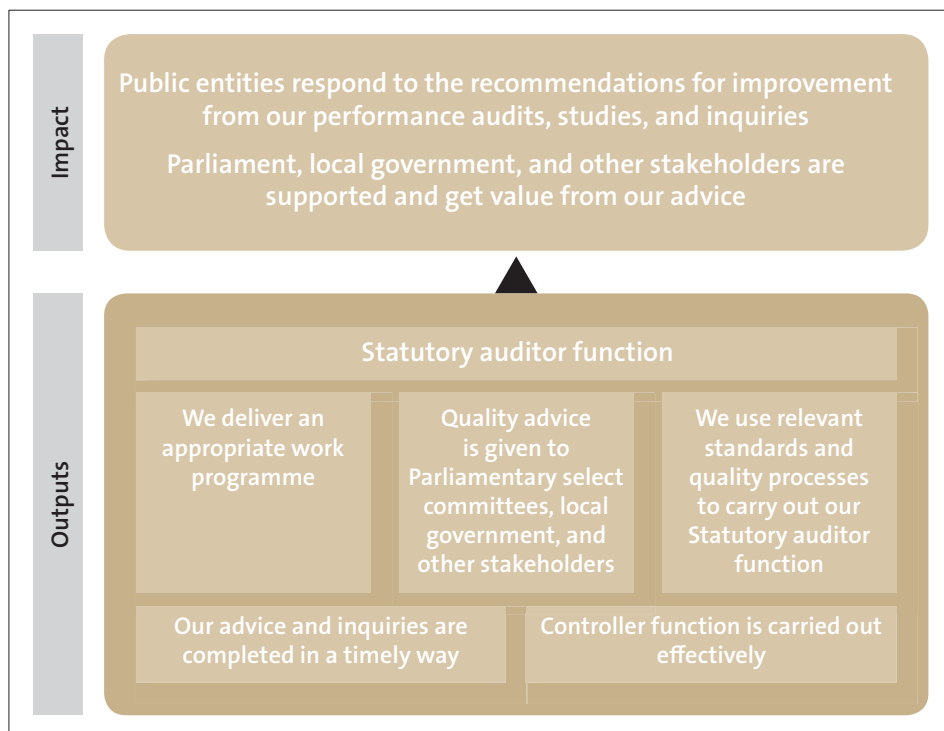 Impact
Public entities respond to the recommendations for improvement
from our performance audits, studies, and inquiries
Parliament, local government, and other stakeholders are
supported and get value from our advice
Outputs
Statutory auditor function
We deliver an
appropriate work
programme
Quality advice
is given to
Parliamentary select
committees, local
government, and
other stakeholders
We use relevant
standards and
quality processes
to carry out our
Statutory auditor
function
Our advice and inquiries are
completed in a timely way
Controller function is carried out
effectively